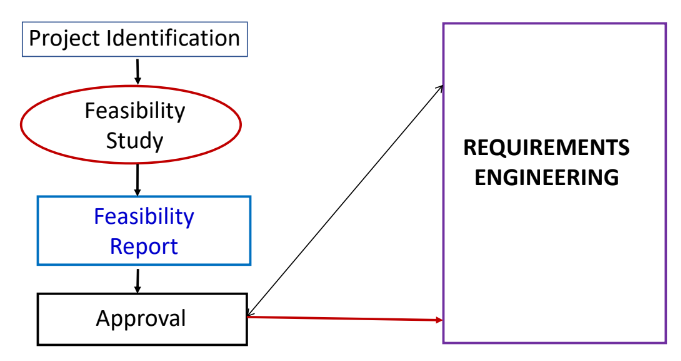 Project Identification
Feasibility
Study
Feasibility
Report
Approval
REQUIREMENTS
ENGINEERING